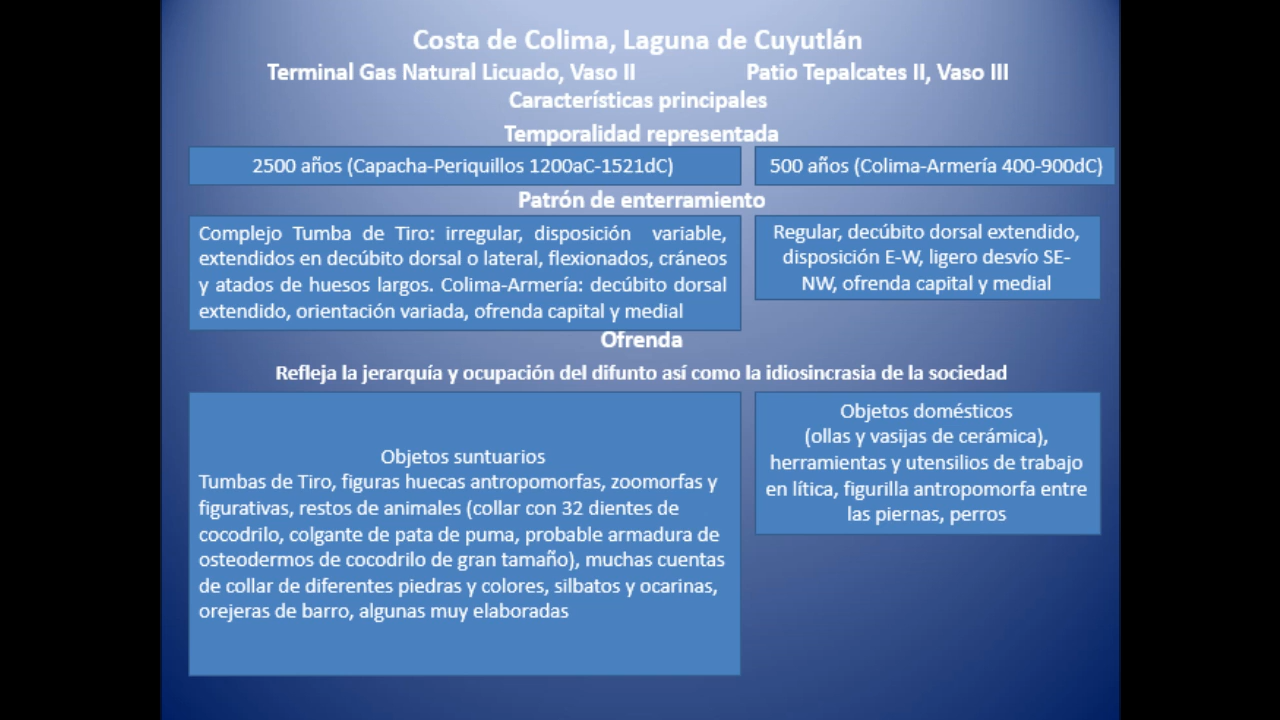 Costa de Colima, Laguna de Cuyutlán
Terminal Gas Natural Licuado, Vaso II
Patio Tepalcates II, Vaso III
Características principales
Temporalidad representada
2500 años (Capacha-Periquillos 1200aC-1521dC)
500 años (Colima-Armería 400-900dC)
Patrón de enterramiento
Complejo Tumba de Tiro: irregular, disposición variable,
extendidos en decúbito dorsal o lateral, flexionados, cráneos
y atados de huesos largos. Colima-Armería: decúbito dorsal
extendido, orientación variada, ofrenda capital y medial
Regular, decúbito dorsal extendido,
disposición E-W, ligero desvío SE-
NW, ofrenda capital y medial
Ofrenda
Refleja la jerarquía y ocupación del difunto así como la idiosincrasia de la sociedad
Objetos suntuarios
Tumbas de Tiro, figuras huecas antropomorfas, zoomorfas y
figurativas, restos de animales (collar con 32 dientes de
cocodrilo, colgante de pata de puma, probable armadura de
osteodermos de cocodrilo de gran tamaño), muchas cuentas
de collar de diferentes piedras y colores, silbatos y ocarinas,
orejeras de barro, algunas muy elaboradas
Objetos domésticos
(ollas y vasijas de cerámica),
herramientas y utensilios de trabajo
en lítica, figurilla antropomorfa entre
las piernas, perros